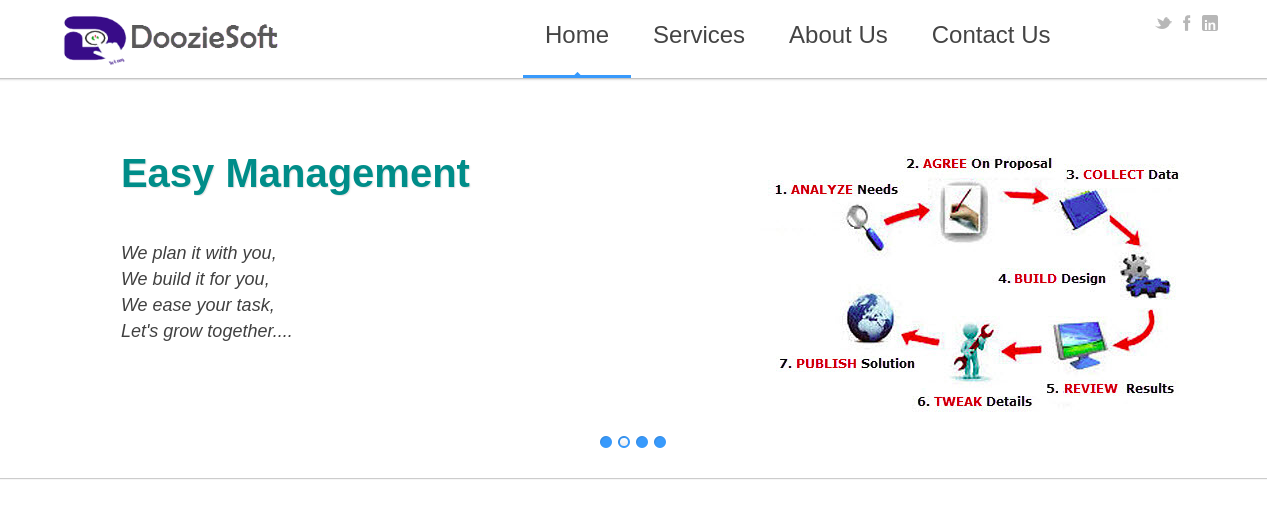 DoozieSoft
Home Services About Us Contact Us
Easy Management
We plan it with you,
We build it for you,
We ease your task,
Let's grow together....
1. ANALYZE Needs
2. AGREE On Proposal
3. COLLECT Data
4. BUILD Design
5. REVIEW Results
6. TWEAK Details
7. PUBLISH Solution